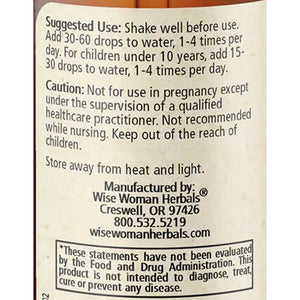 Suggested Use: Shake well before use.
Add 30-60 drops to water, 1-4 times per
day. For children under 10 years, add 15-
30 drops to water, 1-4 times per day.
Caution: Not for use in pregnancy except
under the supervision of a qualified
healthcare practitioner. Not recommended
while nursing. Keep out of the reach of
children.
Store away from heat and light.
Manufactured by:
Wise Woman Herbals®
Creswell, OR 97426
800.532.5219
wisewomanherbals.com
*These statements have not been evaluated
by the Food and Drug Administration. This
product is not intended to diagnose, treat,
cure or prevent any disease.